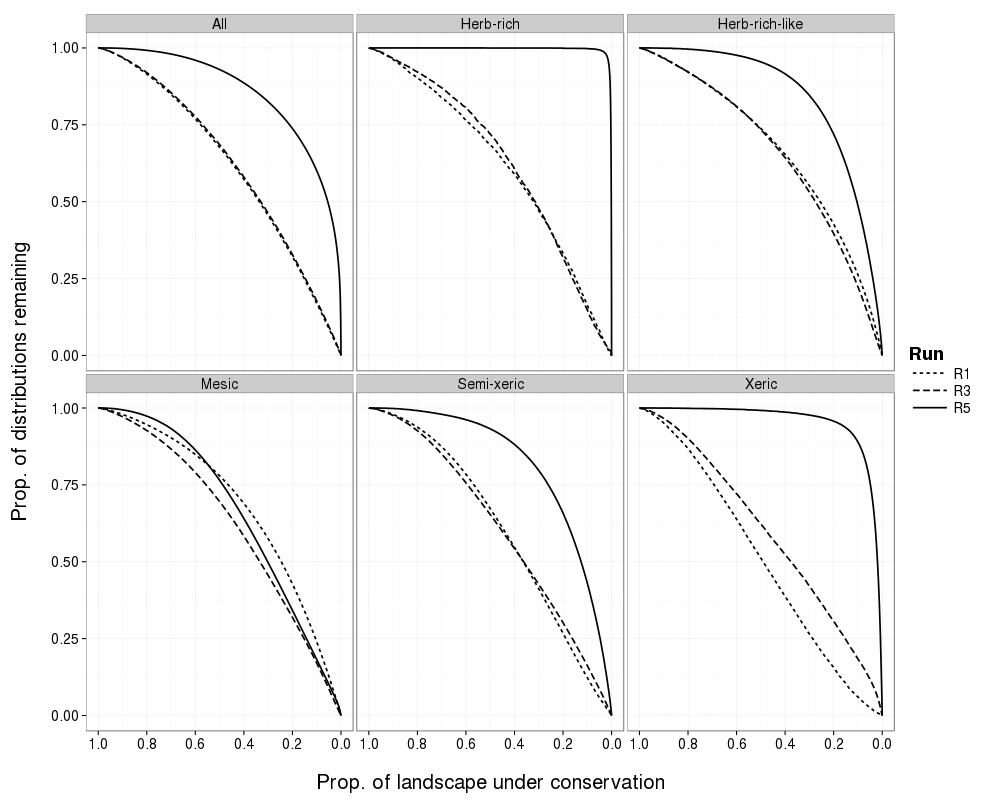 All Herb-rich Herb-rich-like
1.00
0.75
0.50
0.25
0.00
Mesic Semi-xeric Xeric
1.00
0.75
0.50
0.25
0.00
1.0 0.8 0.6 0.4 0.2 0.0 1.0 0.8 0.6 0.4 0.2 0.0 1.0 0.8 0.6 0.4 0.2 0.0
Prop. of landscape under conservation
Prop. of distributions remaining
Run
R1
R3
R5